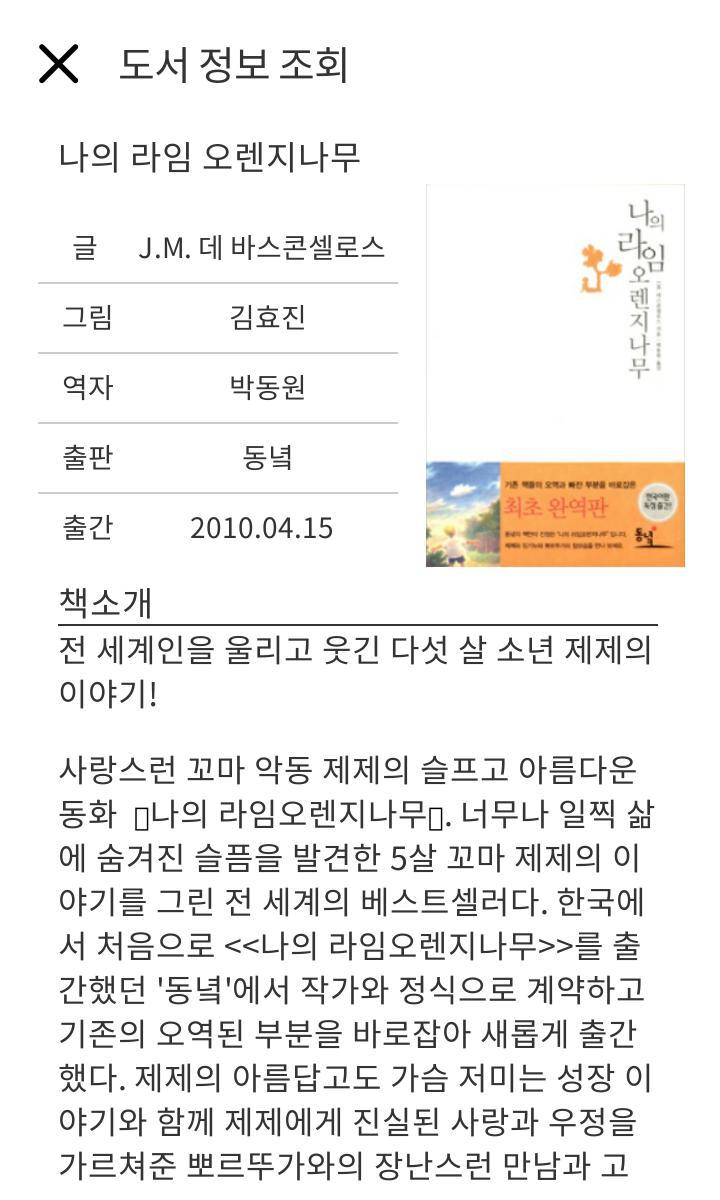 도서 정보 조회
나의 라임 오렌지나무
글 J.M. 데 바스콘셀로스
그림 김효진
역자 박동원
출판 동녘
출간 2010.04.15
나의
라임
오렌지나무
기존 책들의 오역과 빠진 부분을 바로잡은
최초 완역판
한국어판
독점 출간!
동녘
책소개
전 세계인을 울리고 웃긴 다섯 살 소년 제제의
이야기!
사랑스런 꼬마 악동 제제의 슬프고 아름다운
동화 ▯나의 라임오렌지나무▯. 너무나 일찍 삶
에 숨겨진 슬픔을 발견한 5살 꼬마 제제의 이
야기를 그린 전 세계의 베스트셀러다. 한국에
서 처음으로 <<나의 라임오렌지나무>>를 출
간했던 '동녘'에서 작가와 정식으로 계약하고
기존의 오역된 부분을 바로잡아 새롭게 출간
했다. 제제의 아름답고도 가슴 저미는 성장 이
야기와 함께 제제에게 진실된 사랑과 우정을
가르쳐준 뽀르뚜가와의 장난스런 만남과 고